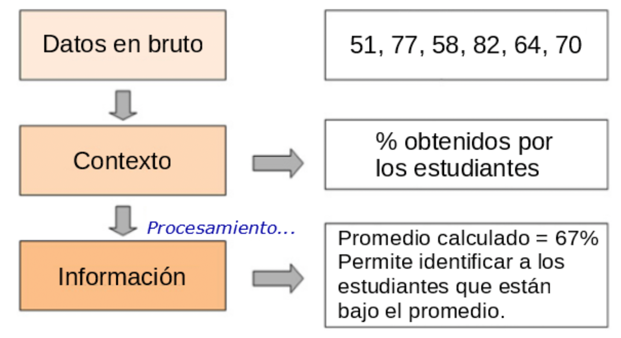 Datos en bruto
51, 77, 58, 82, 64, 70
Contexto
% obtenidos por
los estudiantes
Procesamiento...
Información
Promedio calculado = 67%
Permite identificar a los
estudiantes que están
bajo el promedio.